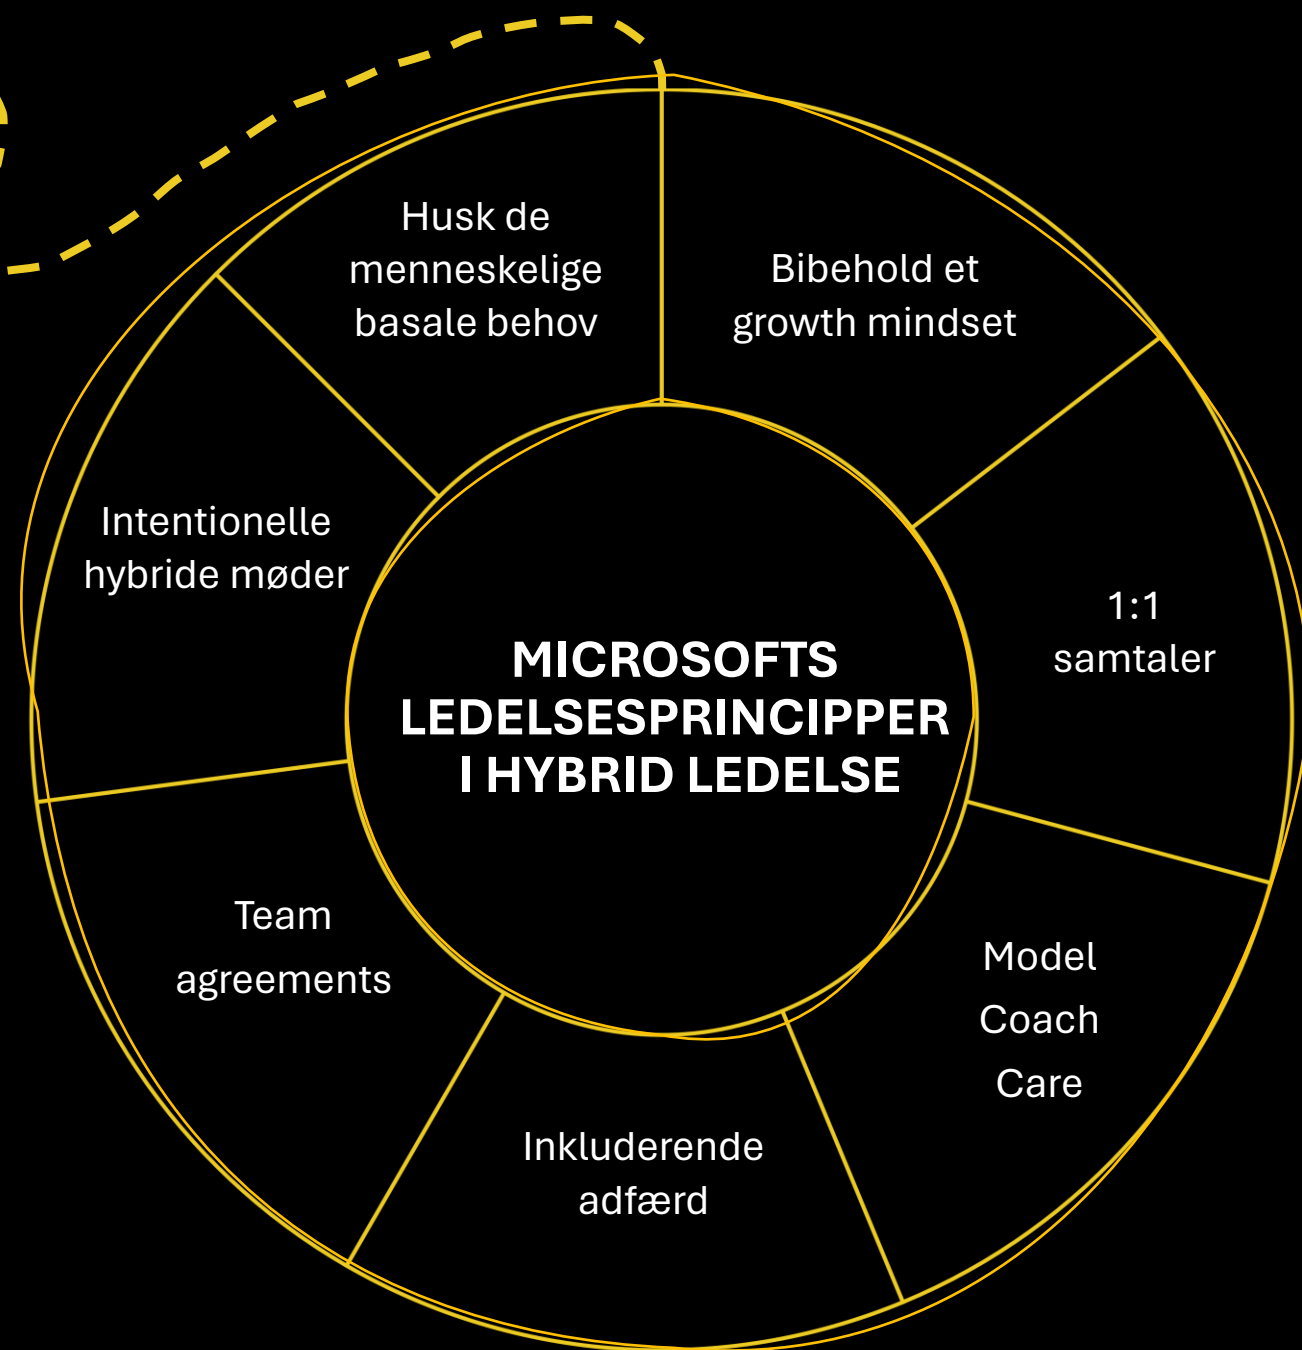 Husk de
menneskelige
basale behov
Bibehold et
growth mindset
Intentionelle
hybride møder
1:1
samtaler
MICROSOFTS
LEDELSESPRINCIPPER
I HYBRID LEDELSE
Team
agreements
Model
Coach
Care
Inkluderende
adfærd